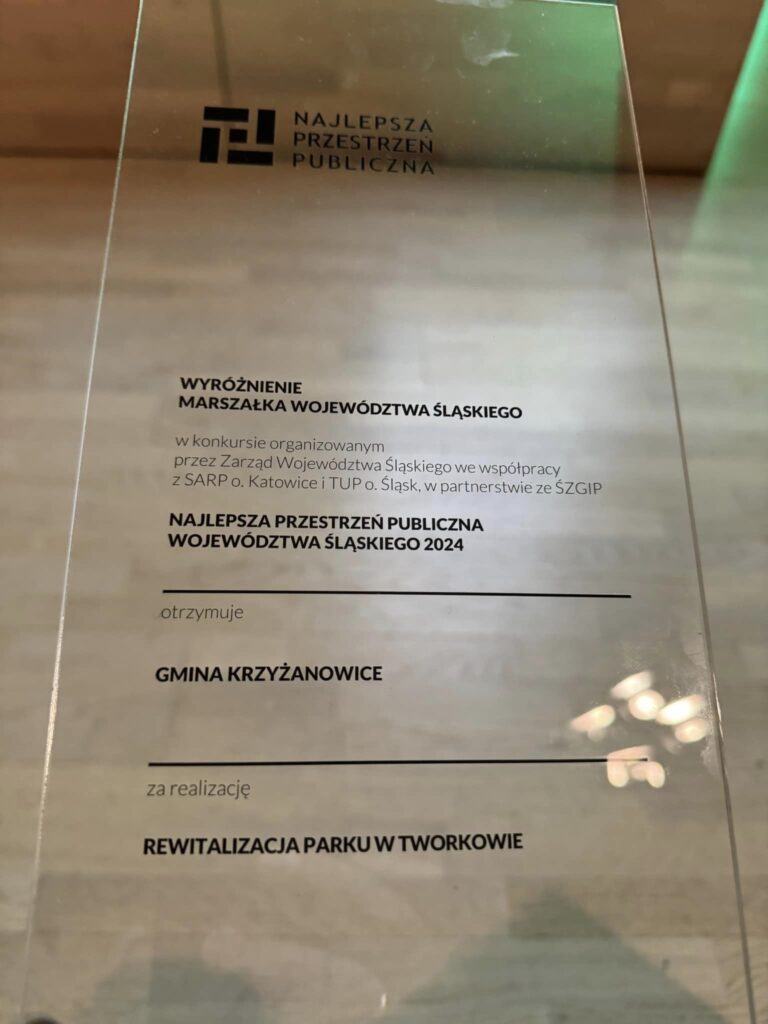 NAJLEPSZA
PRZESTRZEŃ
PUBLICZNA
WYRÓŻNIENIE
MARSZAŁKA WOJEWÓDZTWA ŚLĄSKIEGO
w konkursie organizowanym
przez Zarząd Województwa Śląskiego we współpracy
z SARP o. Katowice i TUP o. Śląsk, w partnerstwie ze ŚZGIP
NAJLEPSZA PRZESTRZEŃ PUBLICZNA
WOJEWÓDZTWA ŚLĄSKIEGO 2024
otrzymuje
GMINA KRZYŻANOWICE
za realizację
REWITALIZACJA PARKU W TWORKOWIE